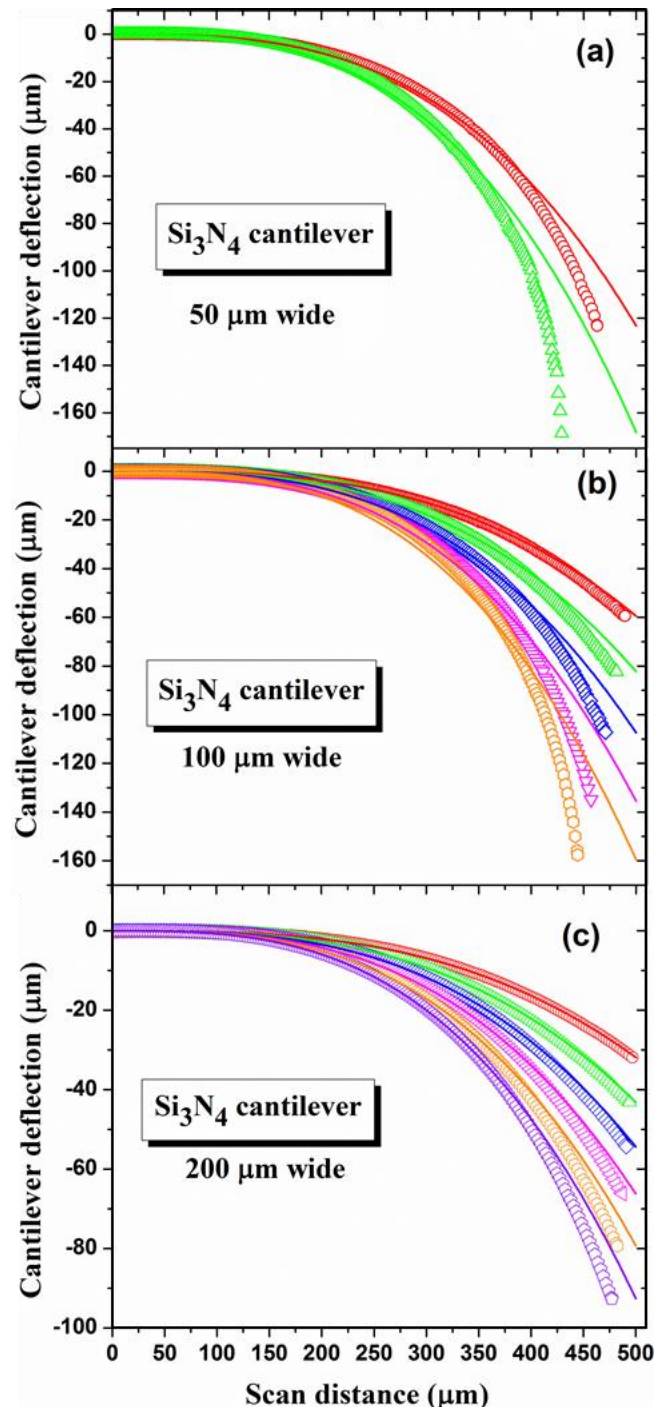 (a)
Cantilever deflection (μm)
0
-20
-40
-60
-80
-100
-120
-140
-160
Si₃N₄ cantilever
50 μm wide
(b)
Cantilever deflection (μm)
0
-20
-40
-60
-80
-100
-120
-140
-160
Si₃N₄ cantilever
100 μm wide
(c)
Cantilever deflection (μm)
0
-20
-40
-60
-80
-100
Si₃N₄ cantilever
200 μm wide
0 50 100 150 200 250 300 350 400 450 500
Scan distance (μm)